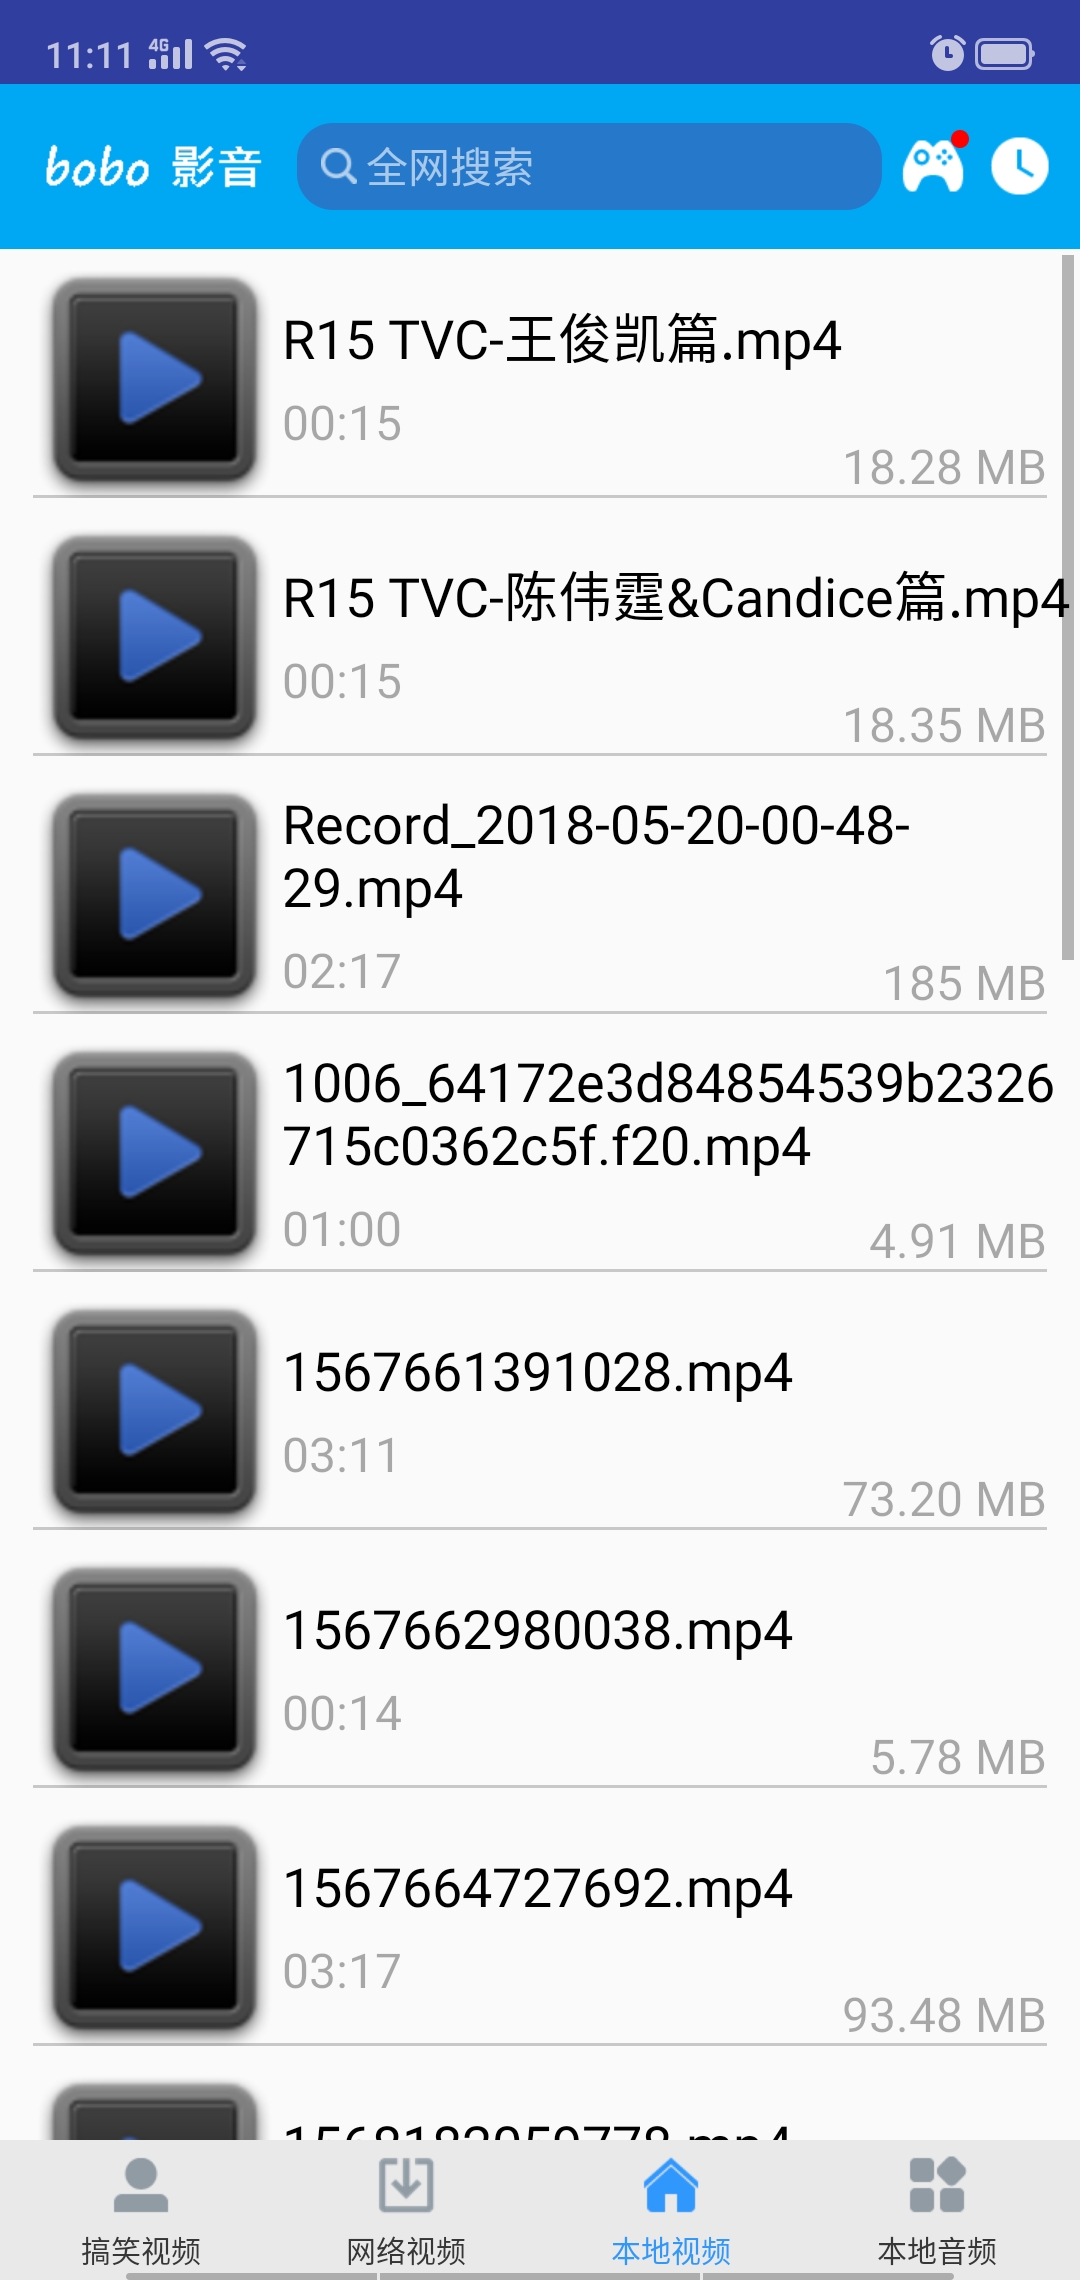 11:11 4G
bobo 影音
全网搜索
R15 TVC-王俊凯篇.mp4
00:15
18.28 MB
R15 TVC-陈伟霆&Candice篇.mp4
00:15
18.35 MB
Record_2018-05-20-00-48-
29.mp4
02:17
185 MB
1006_64172e3d84854539b2326
715c0362c5f.f20.mp4
01:00
4.91 MB
1567661391028.mp4
03:11
73.20 MB
1567662980038.mp4
00:14
5.78 MB
1567664727692.mp4
03:17
93.48 MB
搞笑视频
网络视频
本地视频
本地音频